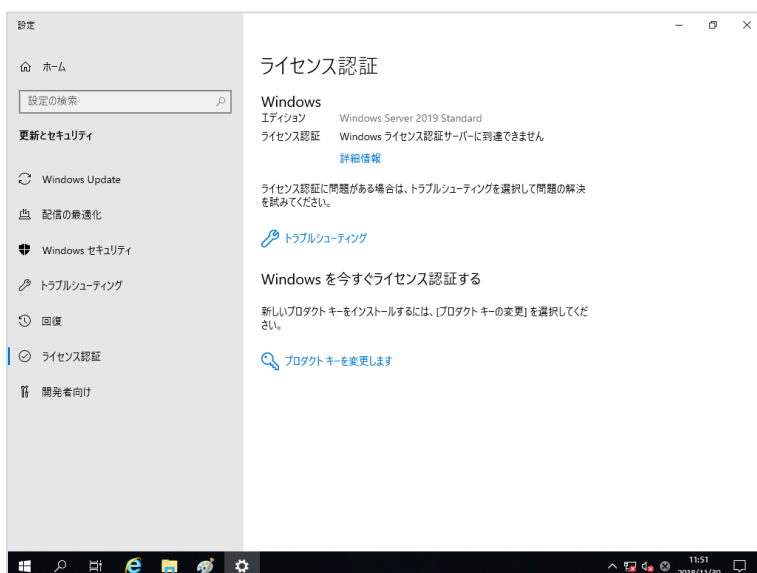 設定
ホーム
設定の検索
更新とセキュリティ
Windows Update
配信の最適化
Windows セキュリティ
トラブルシューティング
回復
ライセンス認証
開発者向け
ライセンス認証
Windows
エディション Windows Server 2019 Standard
ライセンス認証 Windows ライセンス認証サーバーに到達できません
詳細情報
ライセンス認証に問題がある場合は、トラブルシューティングを選択して問題の解決
を試みてください。
トラブルシューティング
Windows を今すぐライセンス認証する
新しいプロダクト キーをインストールするには、[プロダクト キーの変更] を選択してくだ
さい。
プロダクト キーを変更します
11:51
2018/11/30